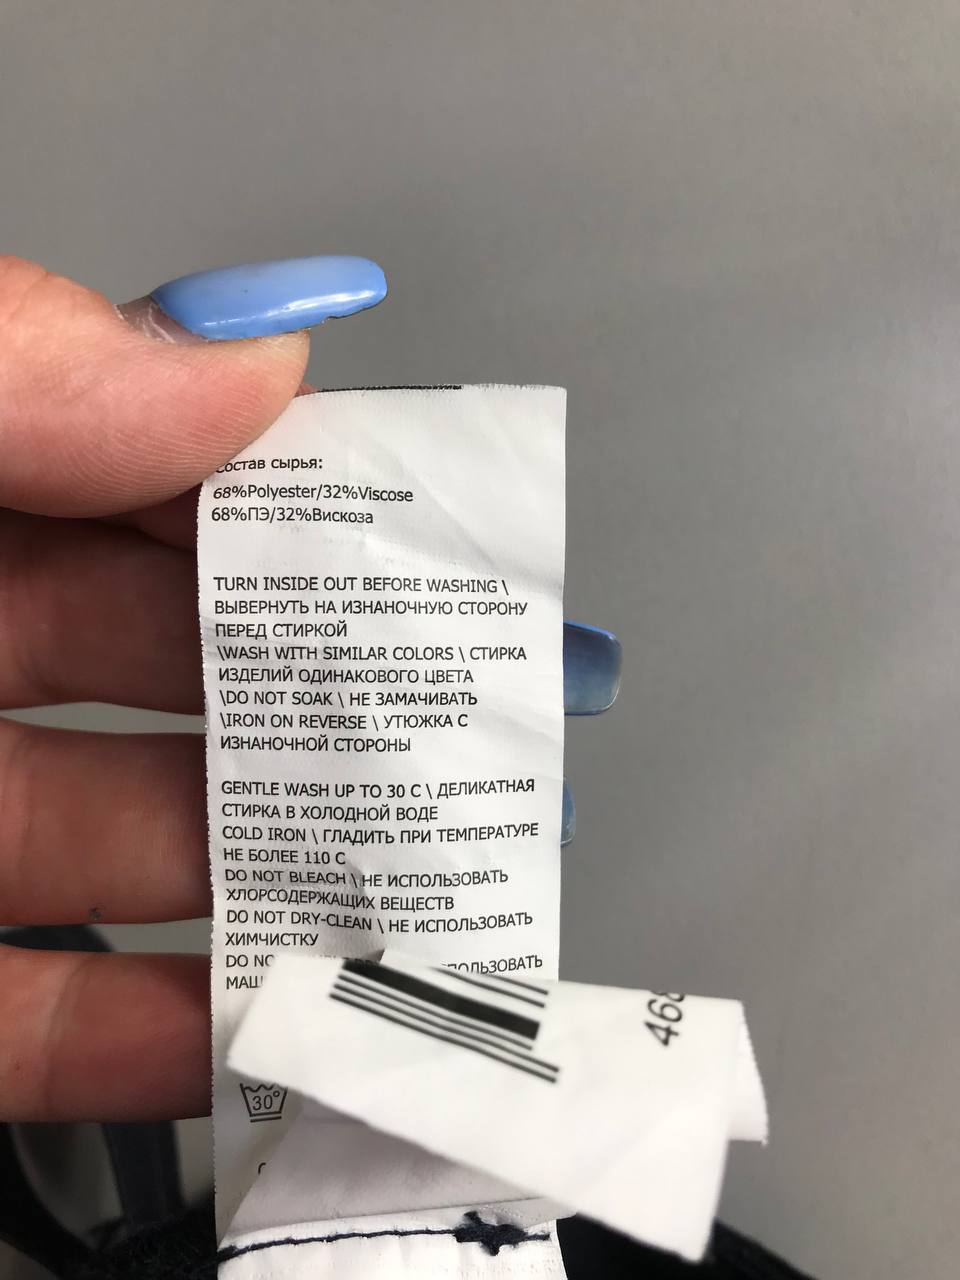 Состав сырья:
68%Polyester/32%Viscose
68%ПЭ/32%Вискоза
TURN INSIDE OUT BEFORE WASHING \
ВЫВЕРНУТЬ НА ИЗНАНОЧНУЮ СТОРОНУ
ПЕРЕД СТИРКОЙ
\WASH WITH SIMILAR COLORS \ СТИРКА
ИЗДЕЛИЙ ОДИНАКОВОГО ЦВЕТА
\DO NOT SOAK \ НЕ ЗАМАЧИВАТЬ
\IRON ON REVERSE \ УТЮЖКА С
ИЗНАНОЧНОЙ СТОРОНЫ
GENTLE WASH UP TO 30 C \ ДЕЛИКАТНАЯ
СТИРКА В ХОЛОДНОЙ ВОДЕ
COLD IRON \ ГЛАДИТЬ ПРИ ТЕМПЕРАТУРЕ
НЕ БОЛЕЕ 110 С
DO NOT BLEACH \ НЕ ИСПОЛЬЗОВАТЬ
ХЛОРСОДЕРЖАЩИХ ВЕЩЕСТВ
DO NOT DRY-CLEAN \ НЕ ИСПОЛЬЗОВАТЬ
ХИМЧИСТКУ
DO
468
30°